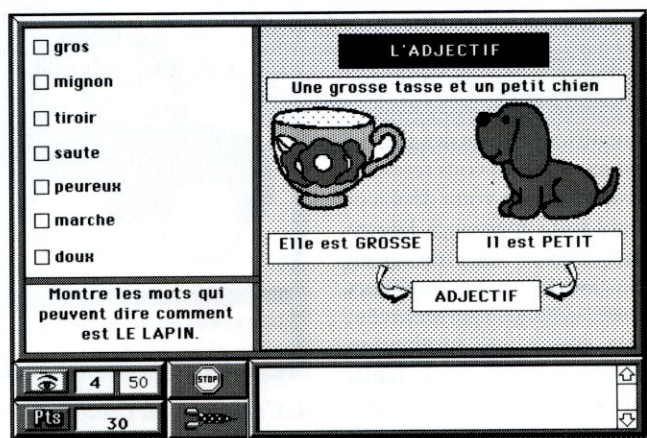 gros
mignon
tiroir
saute
peureux
marche
doux
Montre les mots qui
peuvent dire comment
est LE LAPIN.
L'ADJECTIF
Une grosse tasse et un petit chien
Elle est GROSSE
Il est PETIT
ADJECTIF
4 50
STOP
Pts 30